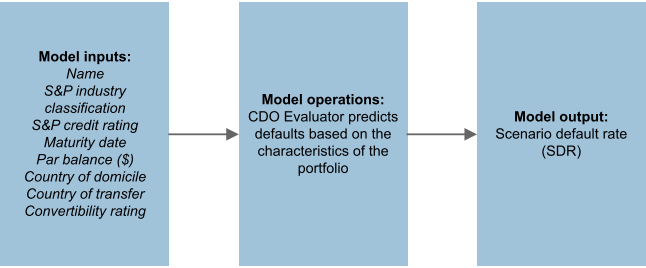 Model inputs:
Name
S&P industry
classification
S&P credit rating
Maturity date
Par balance ($)
Country of domicile
Country of transfer
Convertibility rating
Model operations:
CDO Evaluator predicts
defaults based on the
characteristics of the
portfolio
Model output:
Scenario default rate
(SDR)